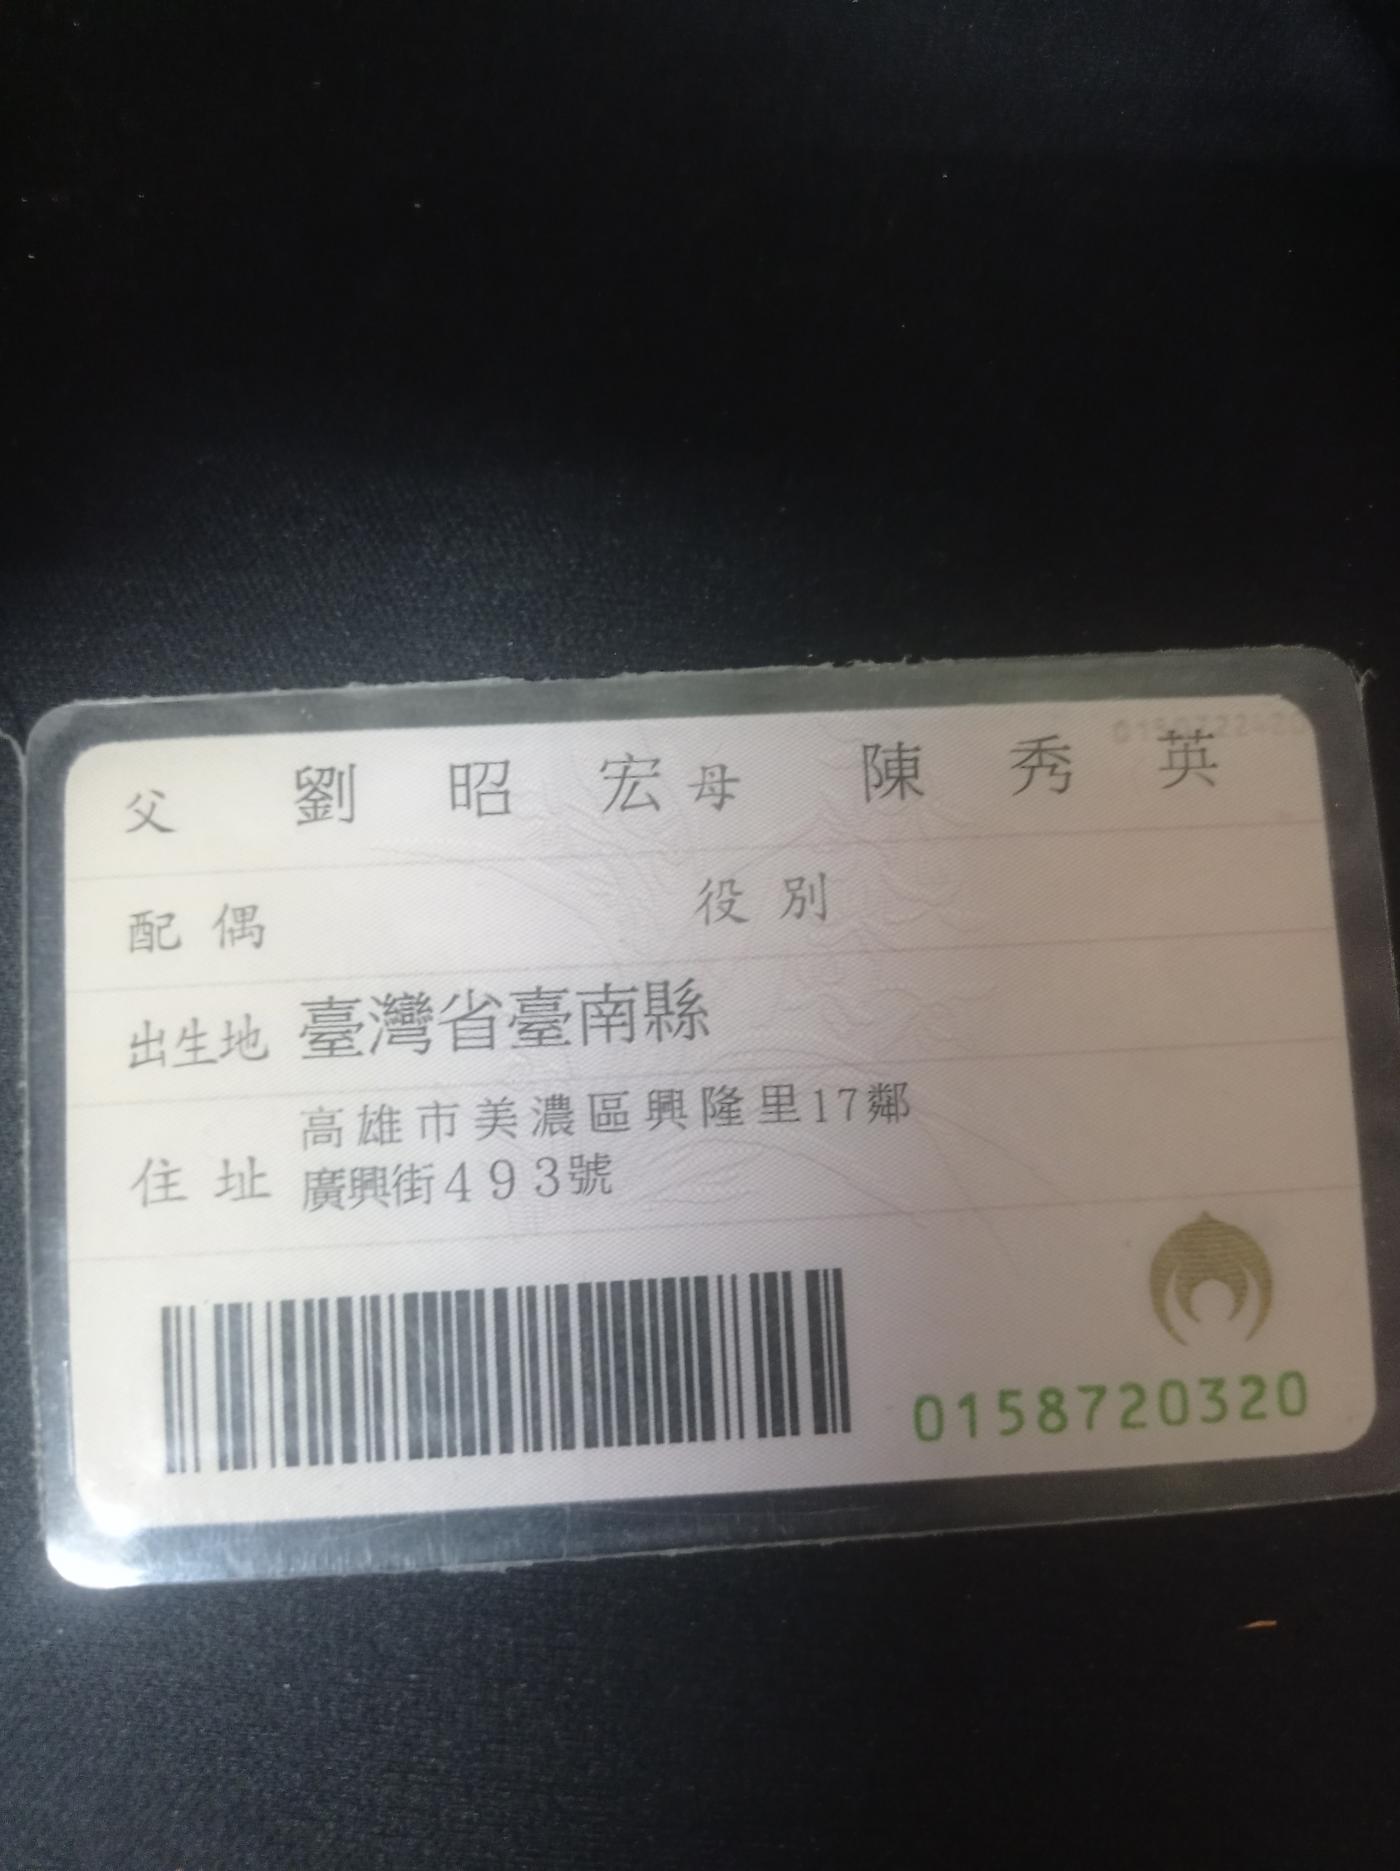 父 劉昭宏 母 陳秀英
配偶 役別
出生地 臺灣省臺南縣
住址 高雄市美濃區興隆里17鄰
廣興街493號
0158720320